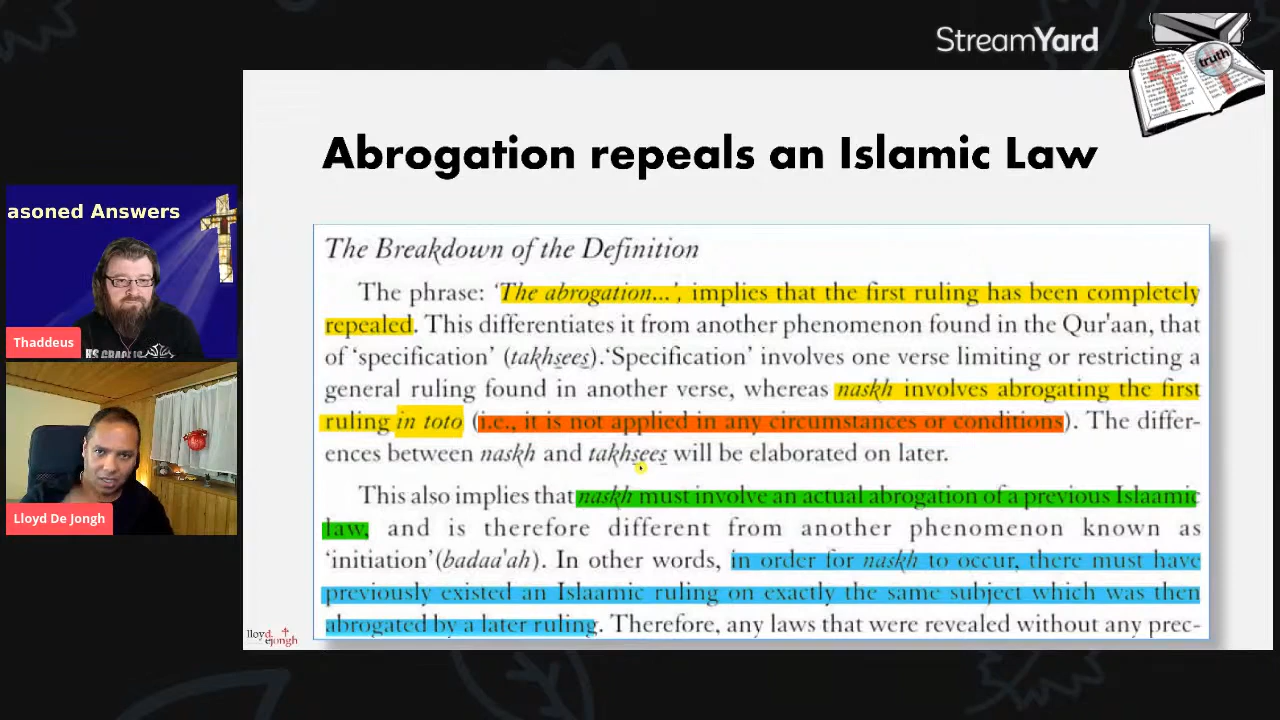 StreamYard
truth
Abrogation repeals an Islamic Law
asoned Answers
Thaddeus
Lloyd De Jongh
The Breakdown of the Definition
The phrase: ‘The abrogation...’, implies that the first ruling has been completely
repealed. This differentiates it from another phenomenon found in the Qur'aan, that
of ‘specification’ (takhsees).‘Specification’ involves one verse limiting or restricting a
general ruling found in another verse, whereas naskh involves abrogating the first
ruling in toto (i.e., it is not applied in any circumstances or conditions). The differ-
ences between naskh and takhsees will be elaborated on later.
This also implies that naskh must involve an actual abrogation of a previous Islaamic
law, and is therefore different from another phenomenon known as
‘initiation’(badaa'ah). In other words, in order for naskh to occur, there must have
previously existed an Islaamic ruling on exactly the same subject which was then
abrogated by a later ruling. Therefore, any laws that were revealed without any prec-
lloyd
dejongh